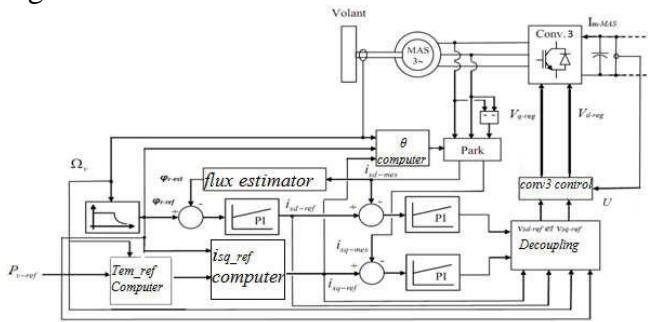 Volant
MAS
3~
Conv. 3
Im-MAS
Vq-reg
Vd-reg
θ
computer
Park
Ωv
φr-est
flux estimator
isd-mes
conv3 control
U
φr-ref
+
-
PI
isd-ref
+
-
PI
vsd-ref et vsq-ref
Decoupling
isq-mes
Pv-ref
Tem_ref
Computer
isq_ref
computer
isq-ref
+
-
PI